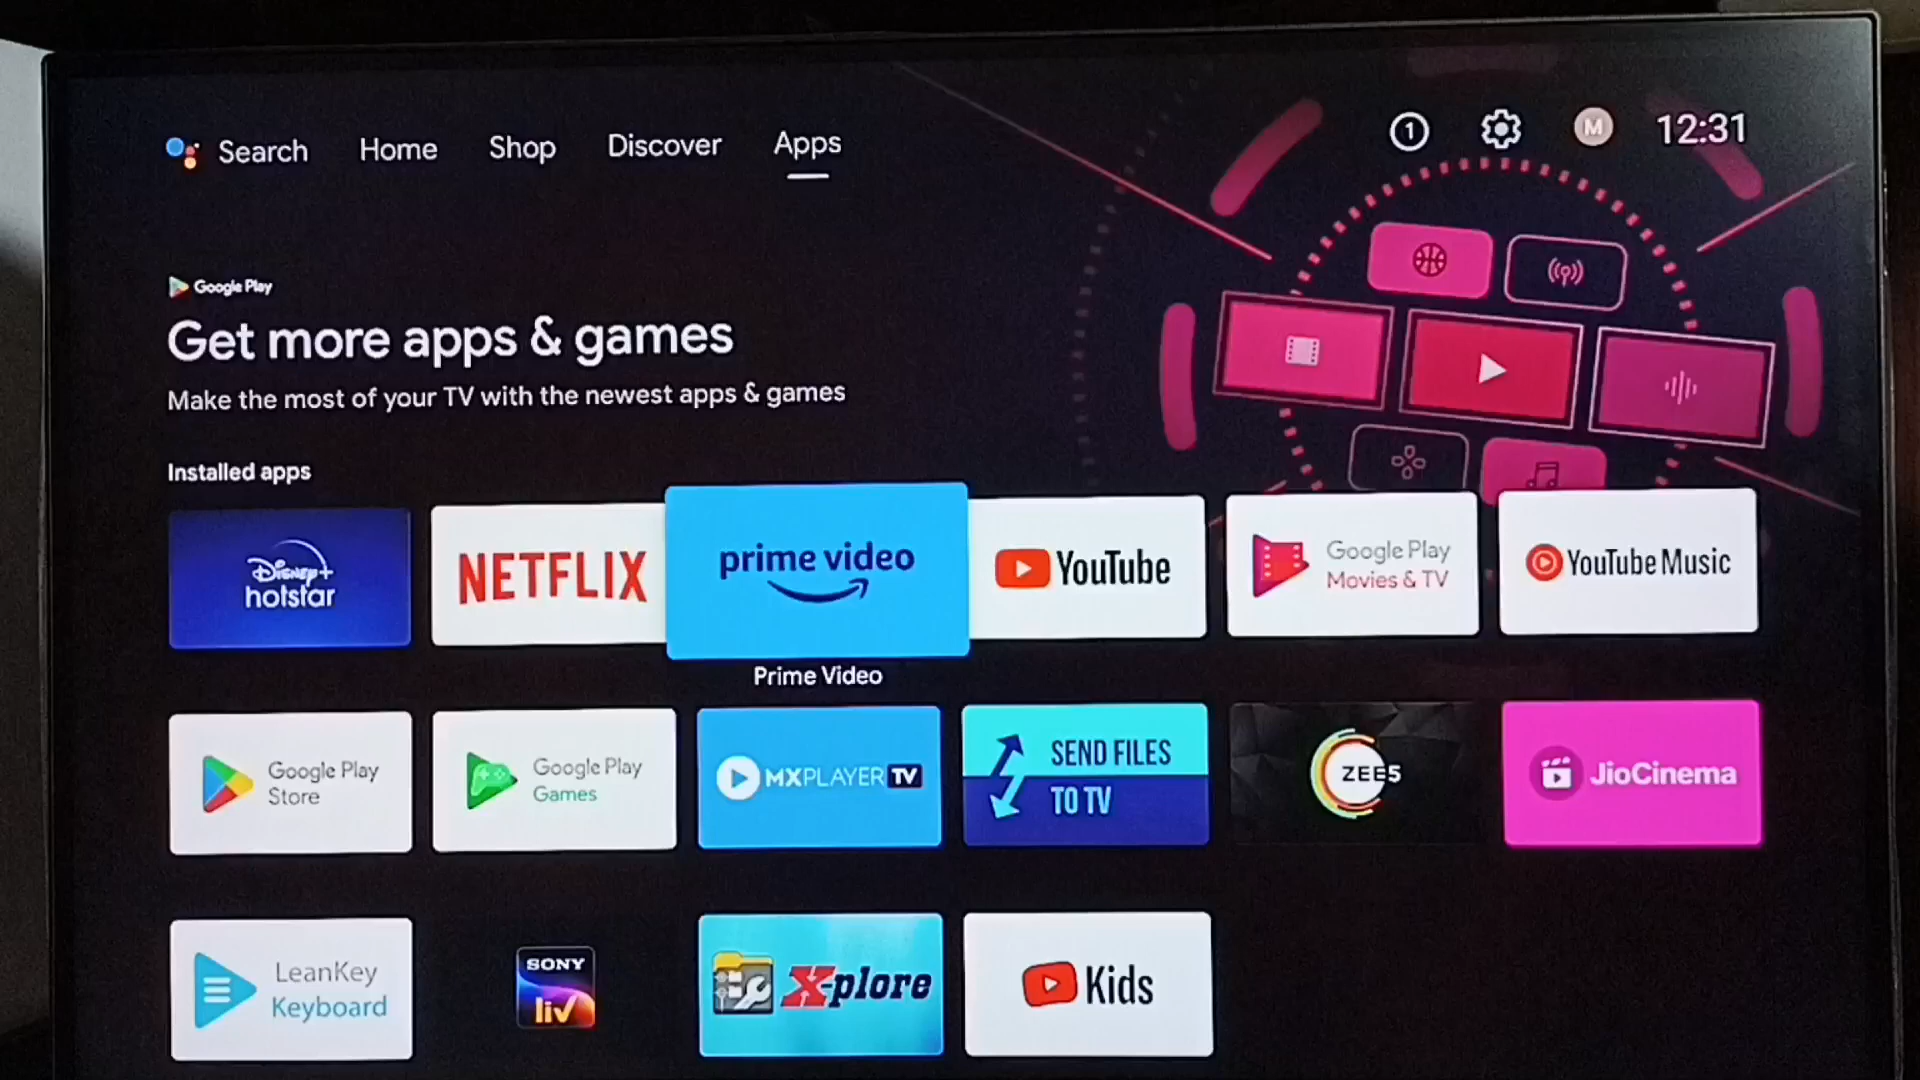 Search Home Shop Discover Apps
1 M 12:31
Google Play
Get more apps & games
Make the most of your TV with the newest apps & games
Installed apps
Disney+
hotstar
NETFLIX
prime video
YouTube
Google Play
Movies & TV
YouTube Music
Prime Video
Google Play
Store
Google Play
Games
MXPLAYER TV
SEND FILES
TO TV
ZEE5
JioCinema
LeanKey
Keyboard
SONY
liv
X-plore
Kids